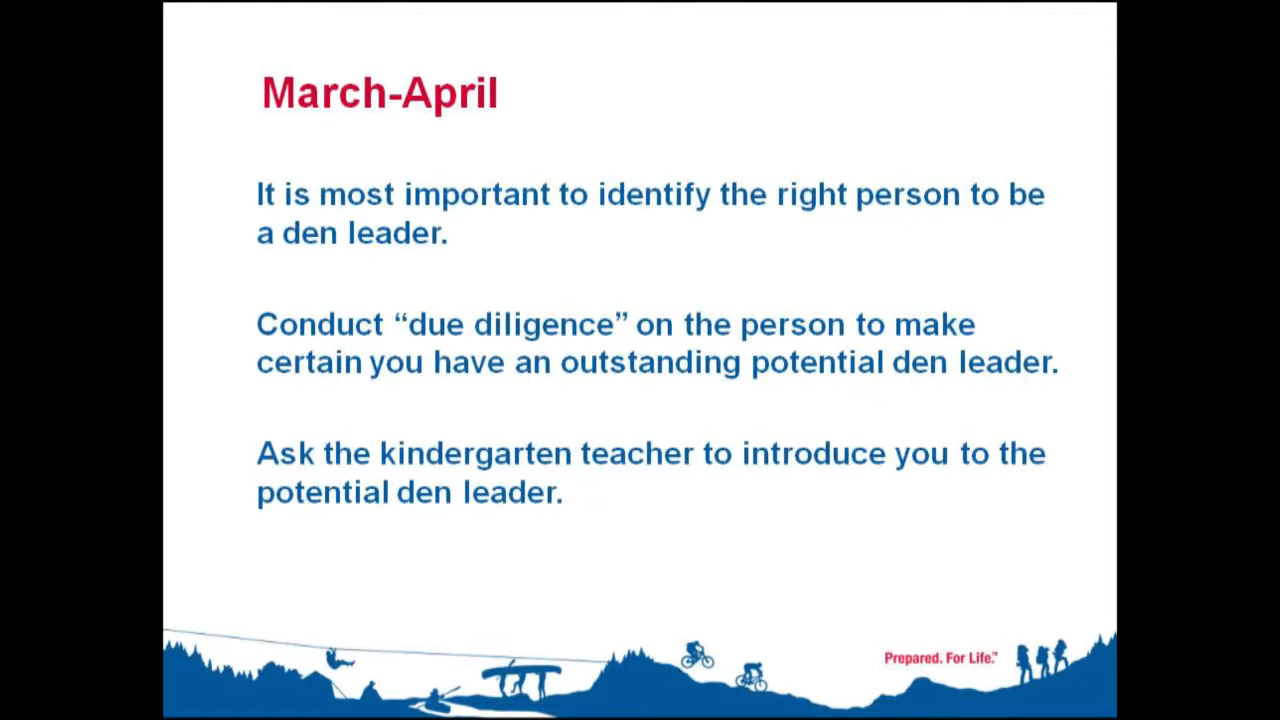 March-April
It is most important to identify the right person to be
a den leader.
Conduct “due diligence” on the person to make
certain you have an outstanding potential den leader.
Ask the kindergarten teacher to introduce you to the
potential den leader.
Prepared. For Life.™